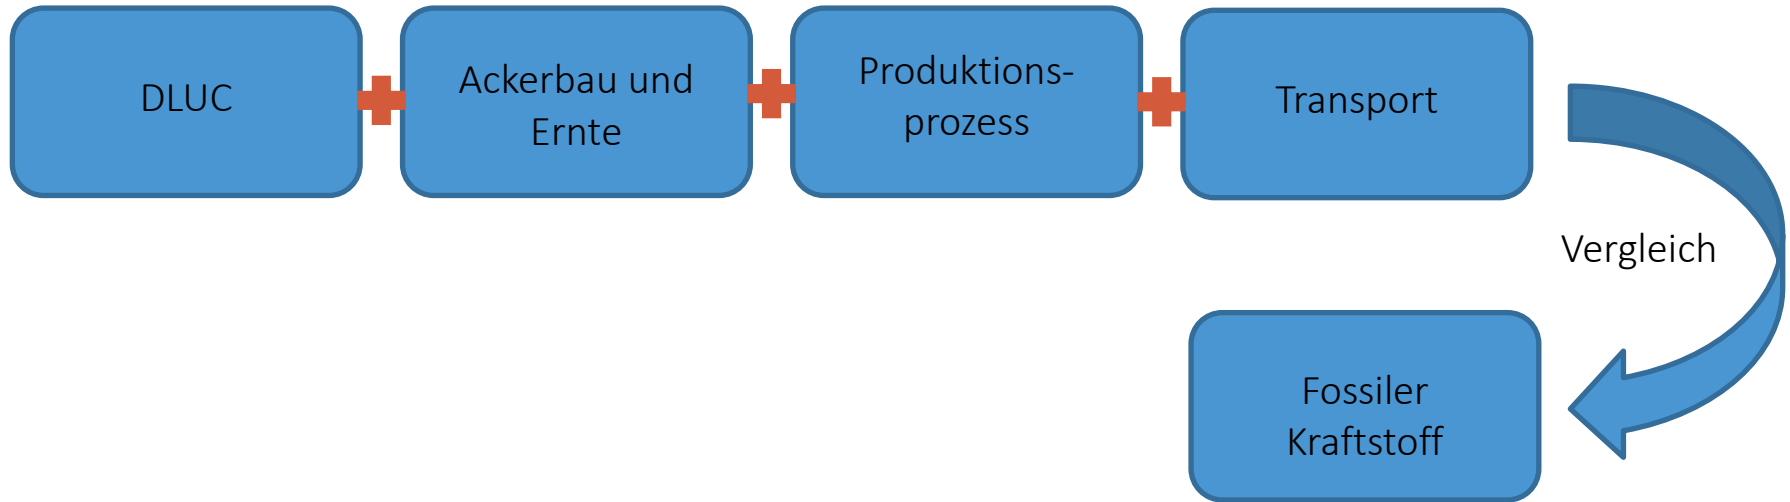 DLUC
Ackerbau und
Ernte
Produktions-
prozess
Transport
Vergleich
Fossiler
Kraftstoff